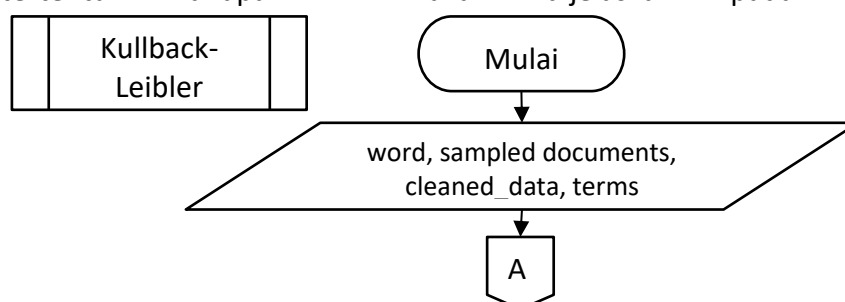 Kullback-
Leibler
Mulai
word, sampled documents,
cleaned_data, terms
A